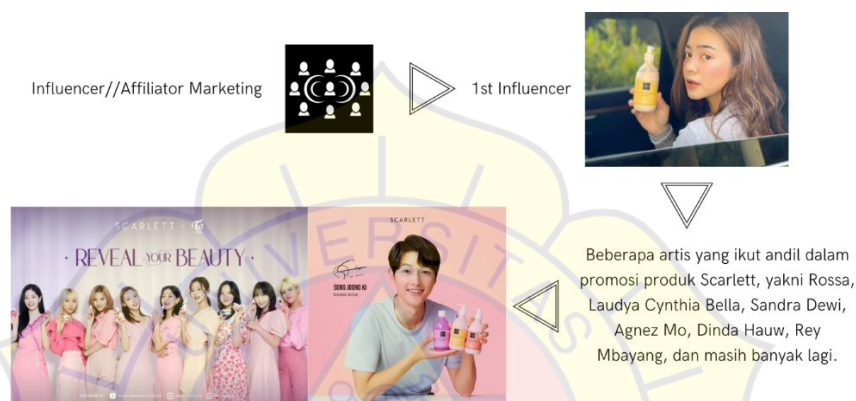 Influencer//Affiliator Marketing
1st Influencer
SCARLETT
REVEAL YOUR BEAUTY
SCARLETT
SONG JOONG KI
Beberapa artis yang ikut andil dalam
promosi produk Scarlett, yakni Rossa,
Laudya Cynthia Bella, Sandra Dewi,
Agnez Mo, Dinda Hauw, Rey
Mbayang, dan masih banyak lagi.
UNIVERSITAS